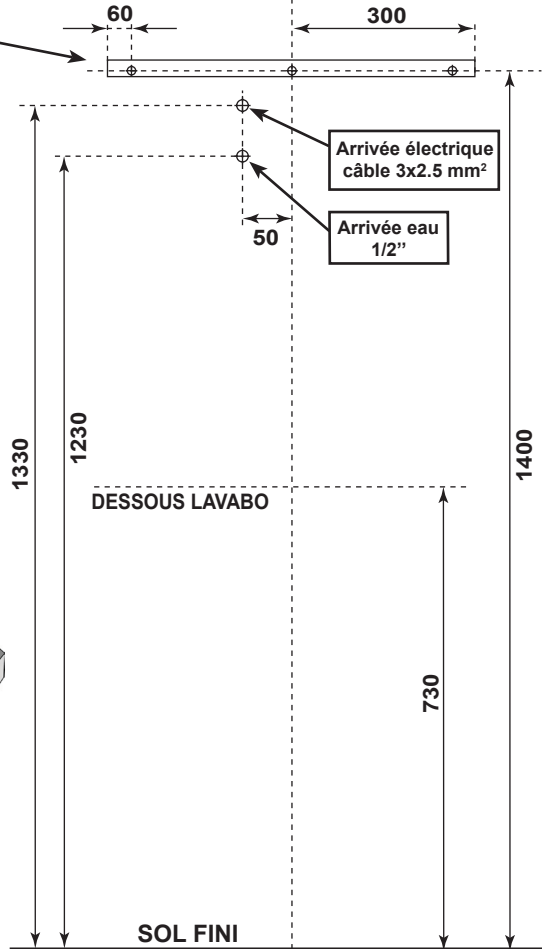 60
300
Arrivée électrique
câble 3x2.5 mm²
Arrivée eau
1/2’’
50
1330
1230
1400
DESSOUS LAVABO
730
SOL FINI